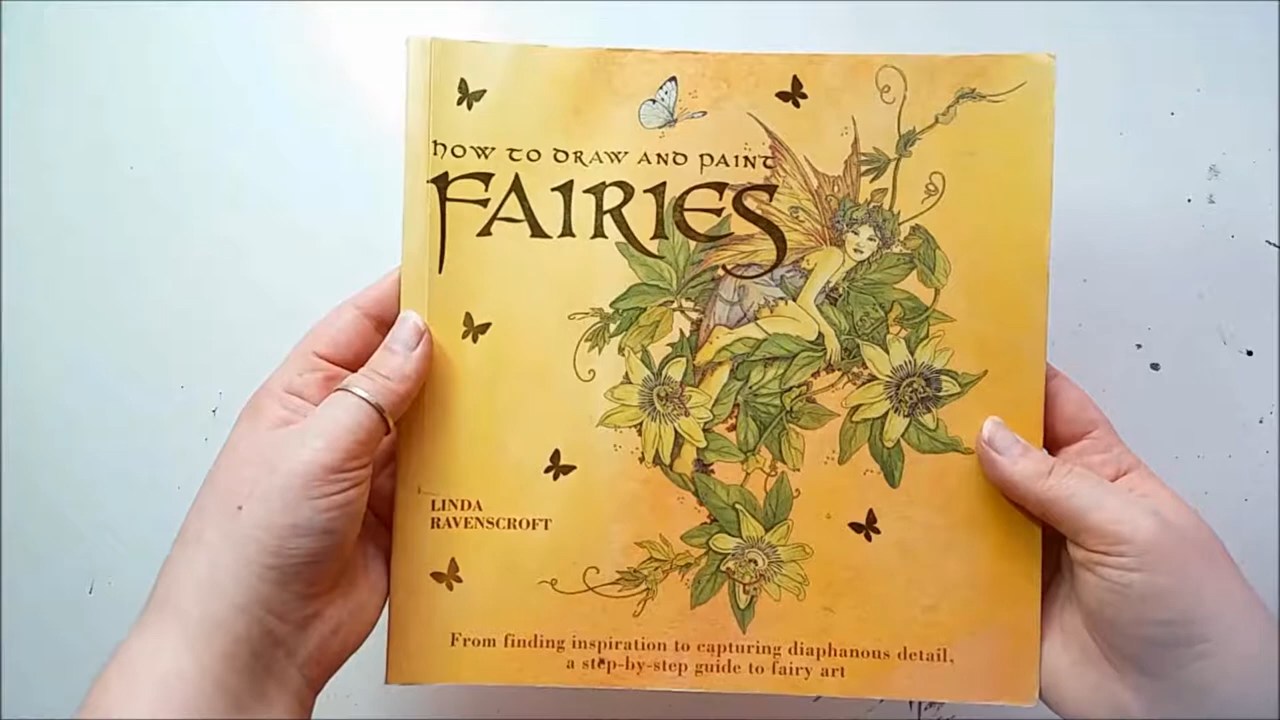 HOW TO DRAW AND PAINT
FAIRIES
LINDA
RAVENSCROFT
From finding inspiration to capturing diaphanous detail,
a step-by-step guide to fairy art